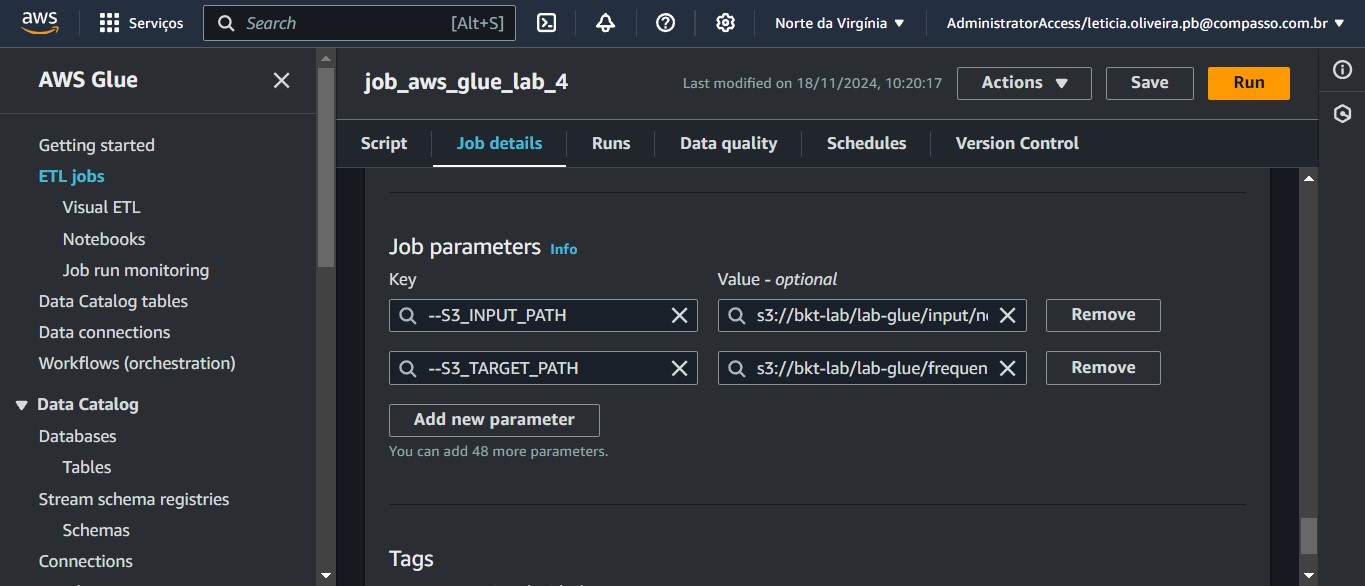 aws Serviços Search [Alt+S] Norte da Virgínia AdministratorAccess/leticia.oliveira.pb@compasso.com.br
AWS Glue
Getting started
ETL jobs
Visual ETL
Notebooks
Job run monitoring
Data Catalog tables
Data connections
Workflows (orchestration)
Data Catalog
Databases
Tables
Stream schema registries
Schemas
Connections
job_aws_glue_lab_4 Last modified on 18/11/2024, 10:20:17 Actions Save Run
Script Job details Runs Data quality Schedules Version Control
Job parameters Info
Key Value - optional
--S3_INPUT_PATH s3://bkt-lab/lab-glue/input/n Remove
--S3_TARGET_PATH s3://bkt-lab/lab-glue/frequen Remove
Add new parameter
You can add 48 more parameters.
Tags